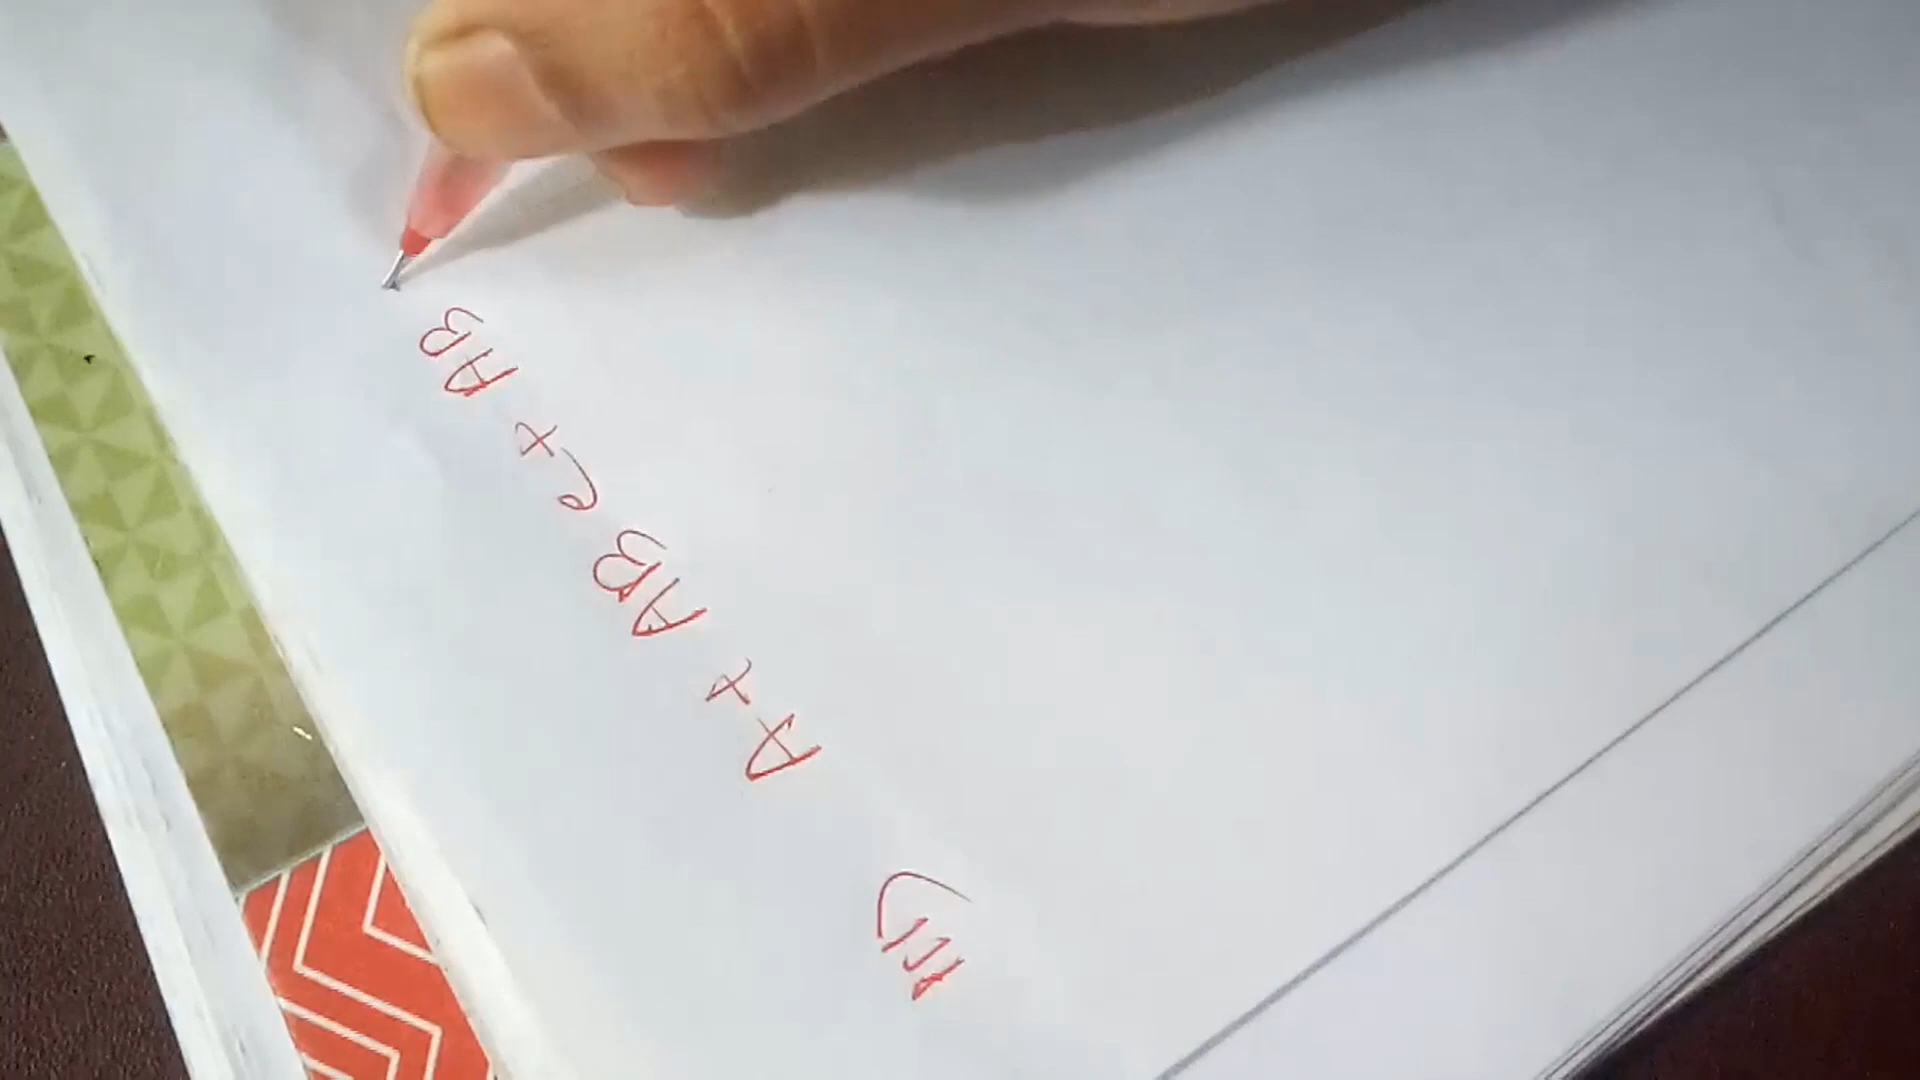 iii) A + ABC + AB